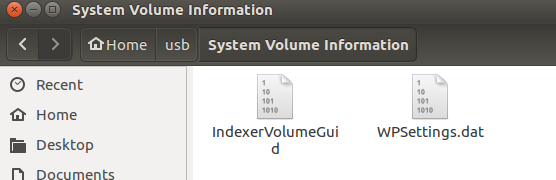 System Volume Information
Home usb System Volume Information
Recent
Home
Desktop
Documents
1
10
101
1010
IndexerVolumeGui
d
1
10
101
1010
WPSettings.dat